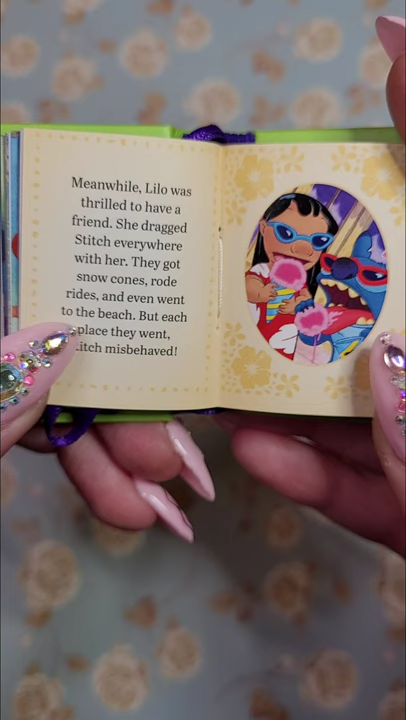 Meanwhile, Lilo was
thrilled to have a
friend. She dragged
Stitch everywhere
with her. They got
snow cones, rode
rides, and even went
to the beach. But each
place they went,
misbehaved!